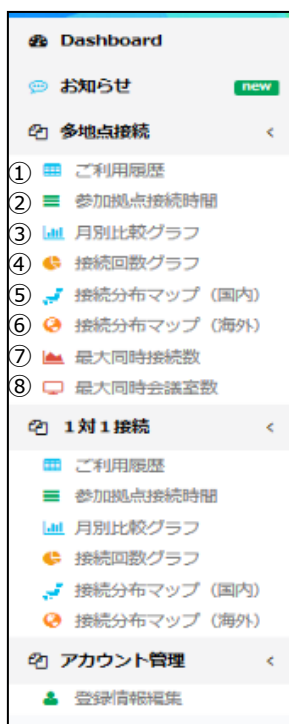 Dashboard
お知らせ new
多地点接続 <
① ご利用履歴
② 参加拠点接続時間
③ 月別比較グラフ
④ 接続回数グラフ
⑤ 接続分布マップ（国内）
⑥ 接続分布マップ（海外）
⑦ 最大同時接続数
⑧ 最大同時会議室数
1対1接続 <
ご利用履歴
参加拠点接続時間
月別比較グラフ
接続回数グラフ
接続分布マップ（国内）
接続分布マップ（海外）
アカウント管理 <
登録情報編集